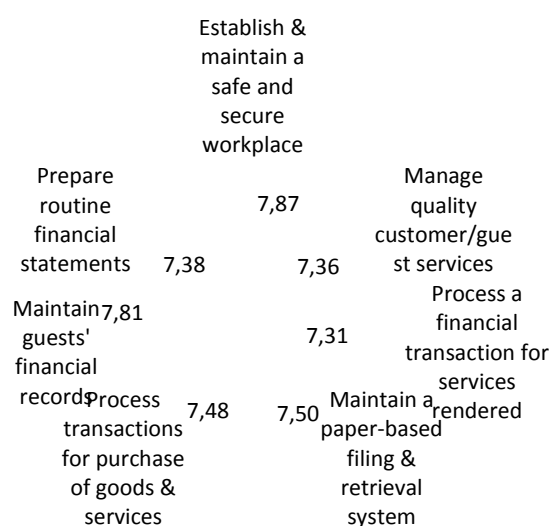 Establish &
maintain a
safe and
secure
workplace
7,87
Manage
quality
customer/gue
st services
7,36
Process a
financial
transaction for
services
rendered
7,31
Maintain a
paper-based
filing &
retrieval
system
7,50
Process
transactions
for purchase
of goods &
services
7,48
Maintain
guests'
financial
records
7,81
Prepare
routine
financial
statements
7,38